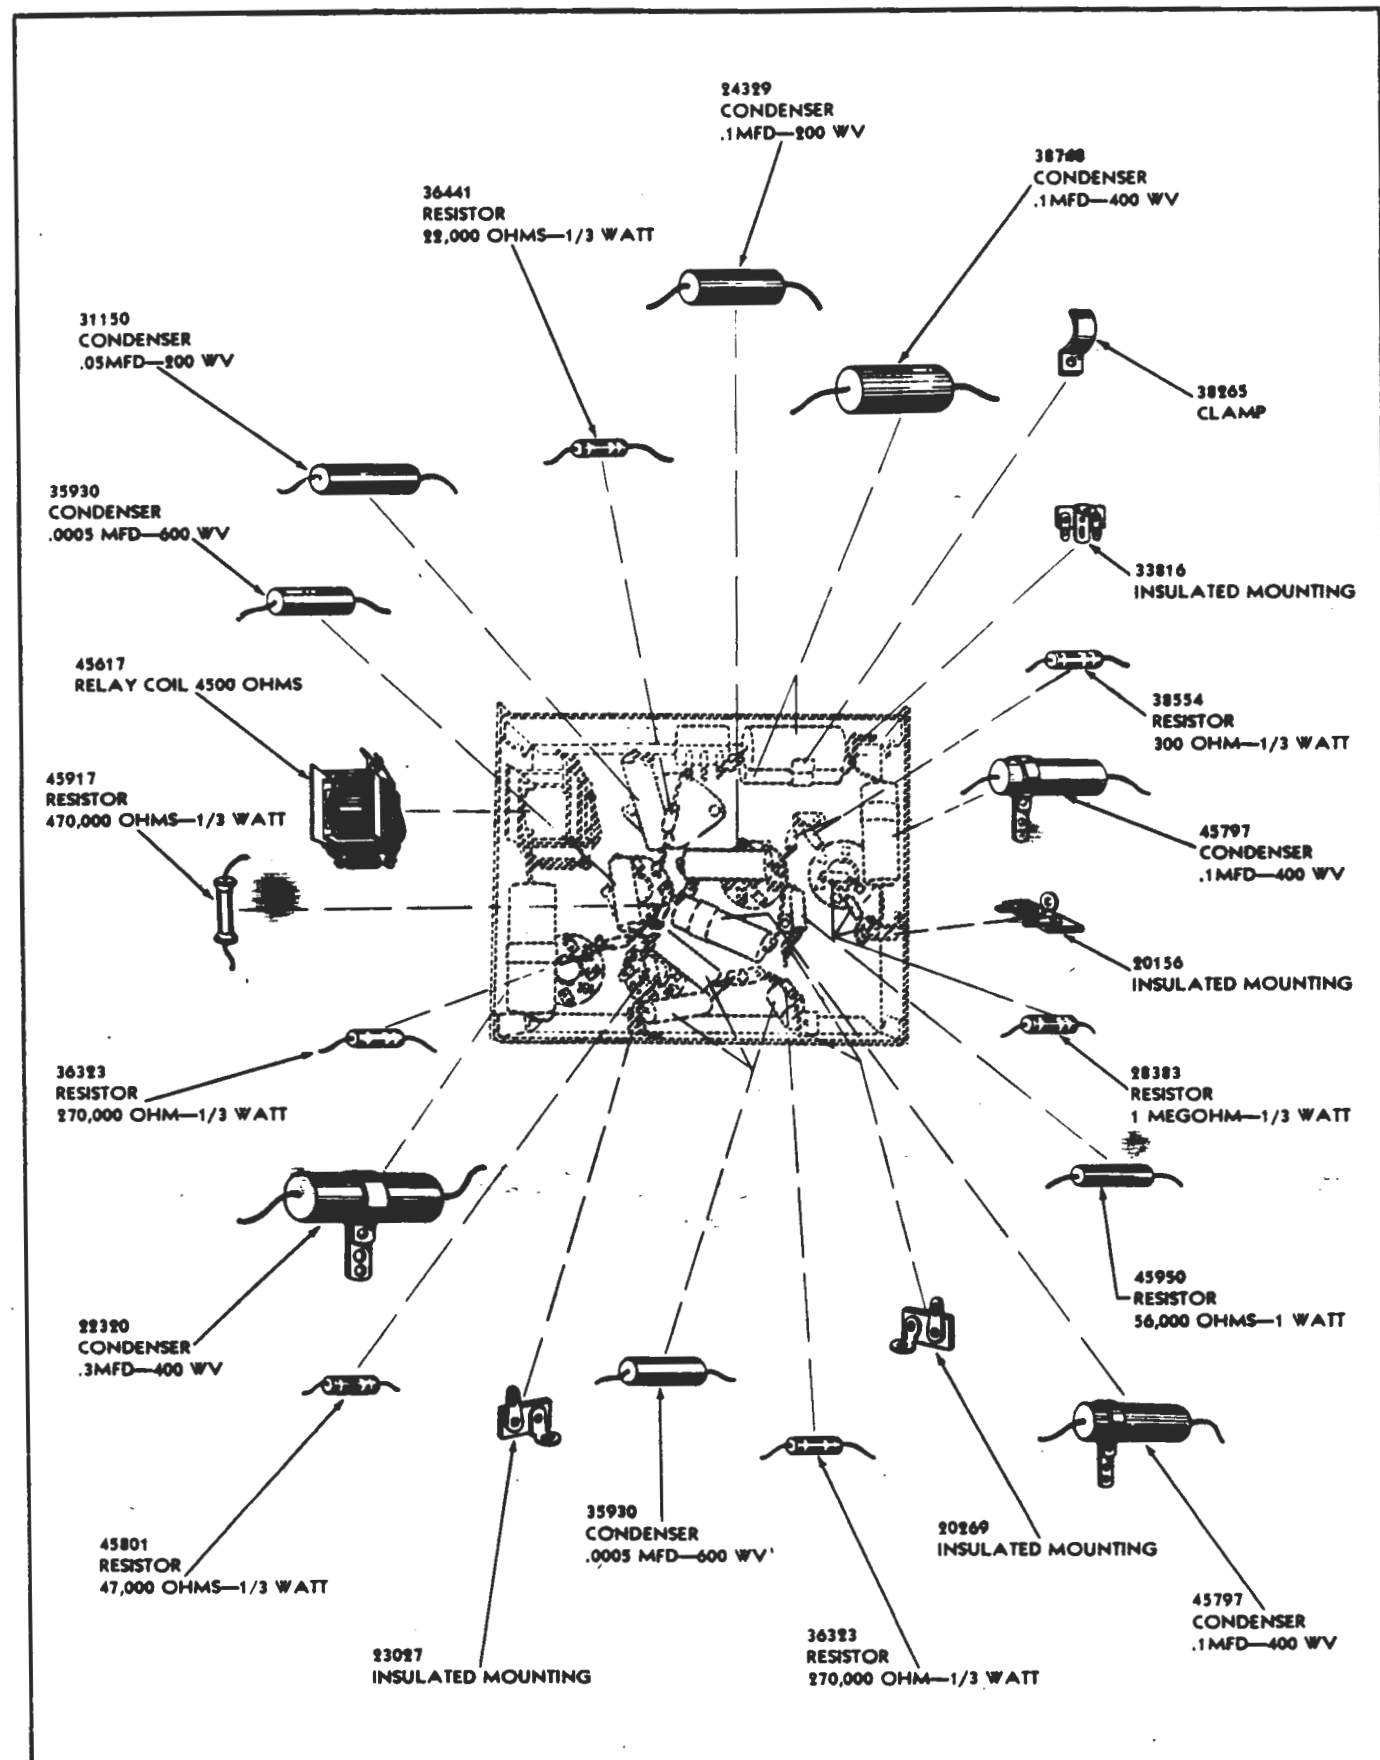 24329
CONDENSER
.1MFD—200 WV
CONDENSER
.1MFD—400 WV
36441
RESISTOR
22,000 OHMS—1/3 WATT
31150
CONDENSER
.05MFD—200 WV
38265
CLAMP
35930
CONDENSER
.0005 MFD—600 WV
33816
INSULATED MOUNTING
45617
RELAY COIL 4500 OHMS
38554
RESISTOR
300 OHM—1/3 WATT
45917
RESISTOR
470,000 OHMS—1/3 WATT
45797
CONDENSER
.1MFD—400 WV
20156
INSULATED MOUNTING
36323
RESISTOR
270,000 OHM—1/3 WATT
28383
RESISTOR
1 MEGOHM—1/3 WATT
45950
RESISTOR
56,000 OHMS—1 WATT
22320
CONDENSER
.3MFD—400 WV
45801
RESISTOR
47,000 OHMS—1/3 WATT
35930
CONDENSER
.0005 MFD—600 WV
20269
INSULATED MOUNTING
45797
CONDENSER
.1MFD—400 WV
23027
INSULATED MOUNTING
36323
RESISTOR
270,000 OHM—1/3 WATT